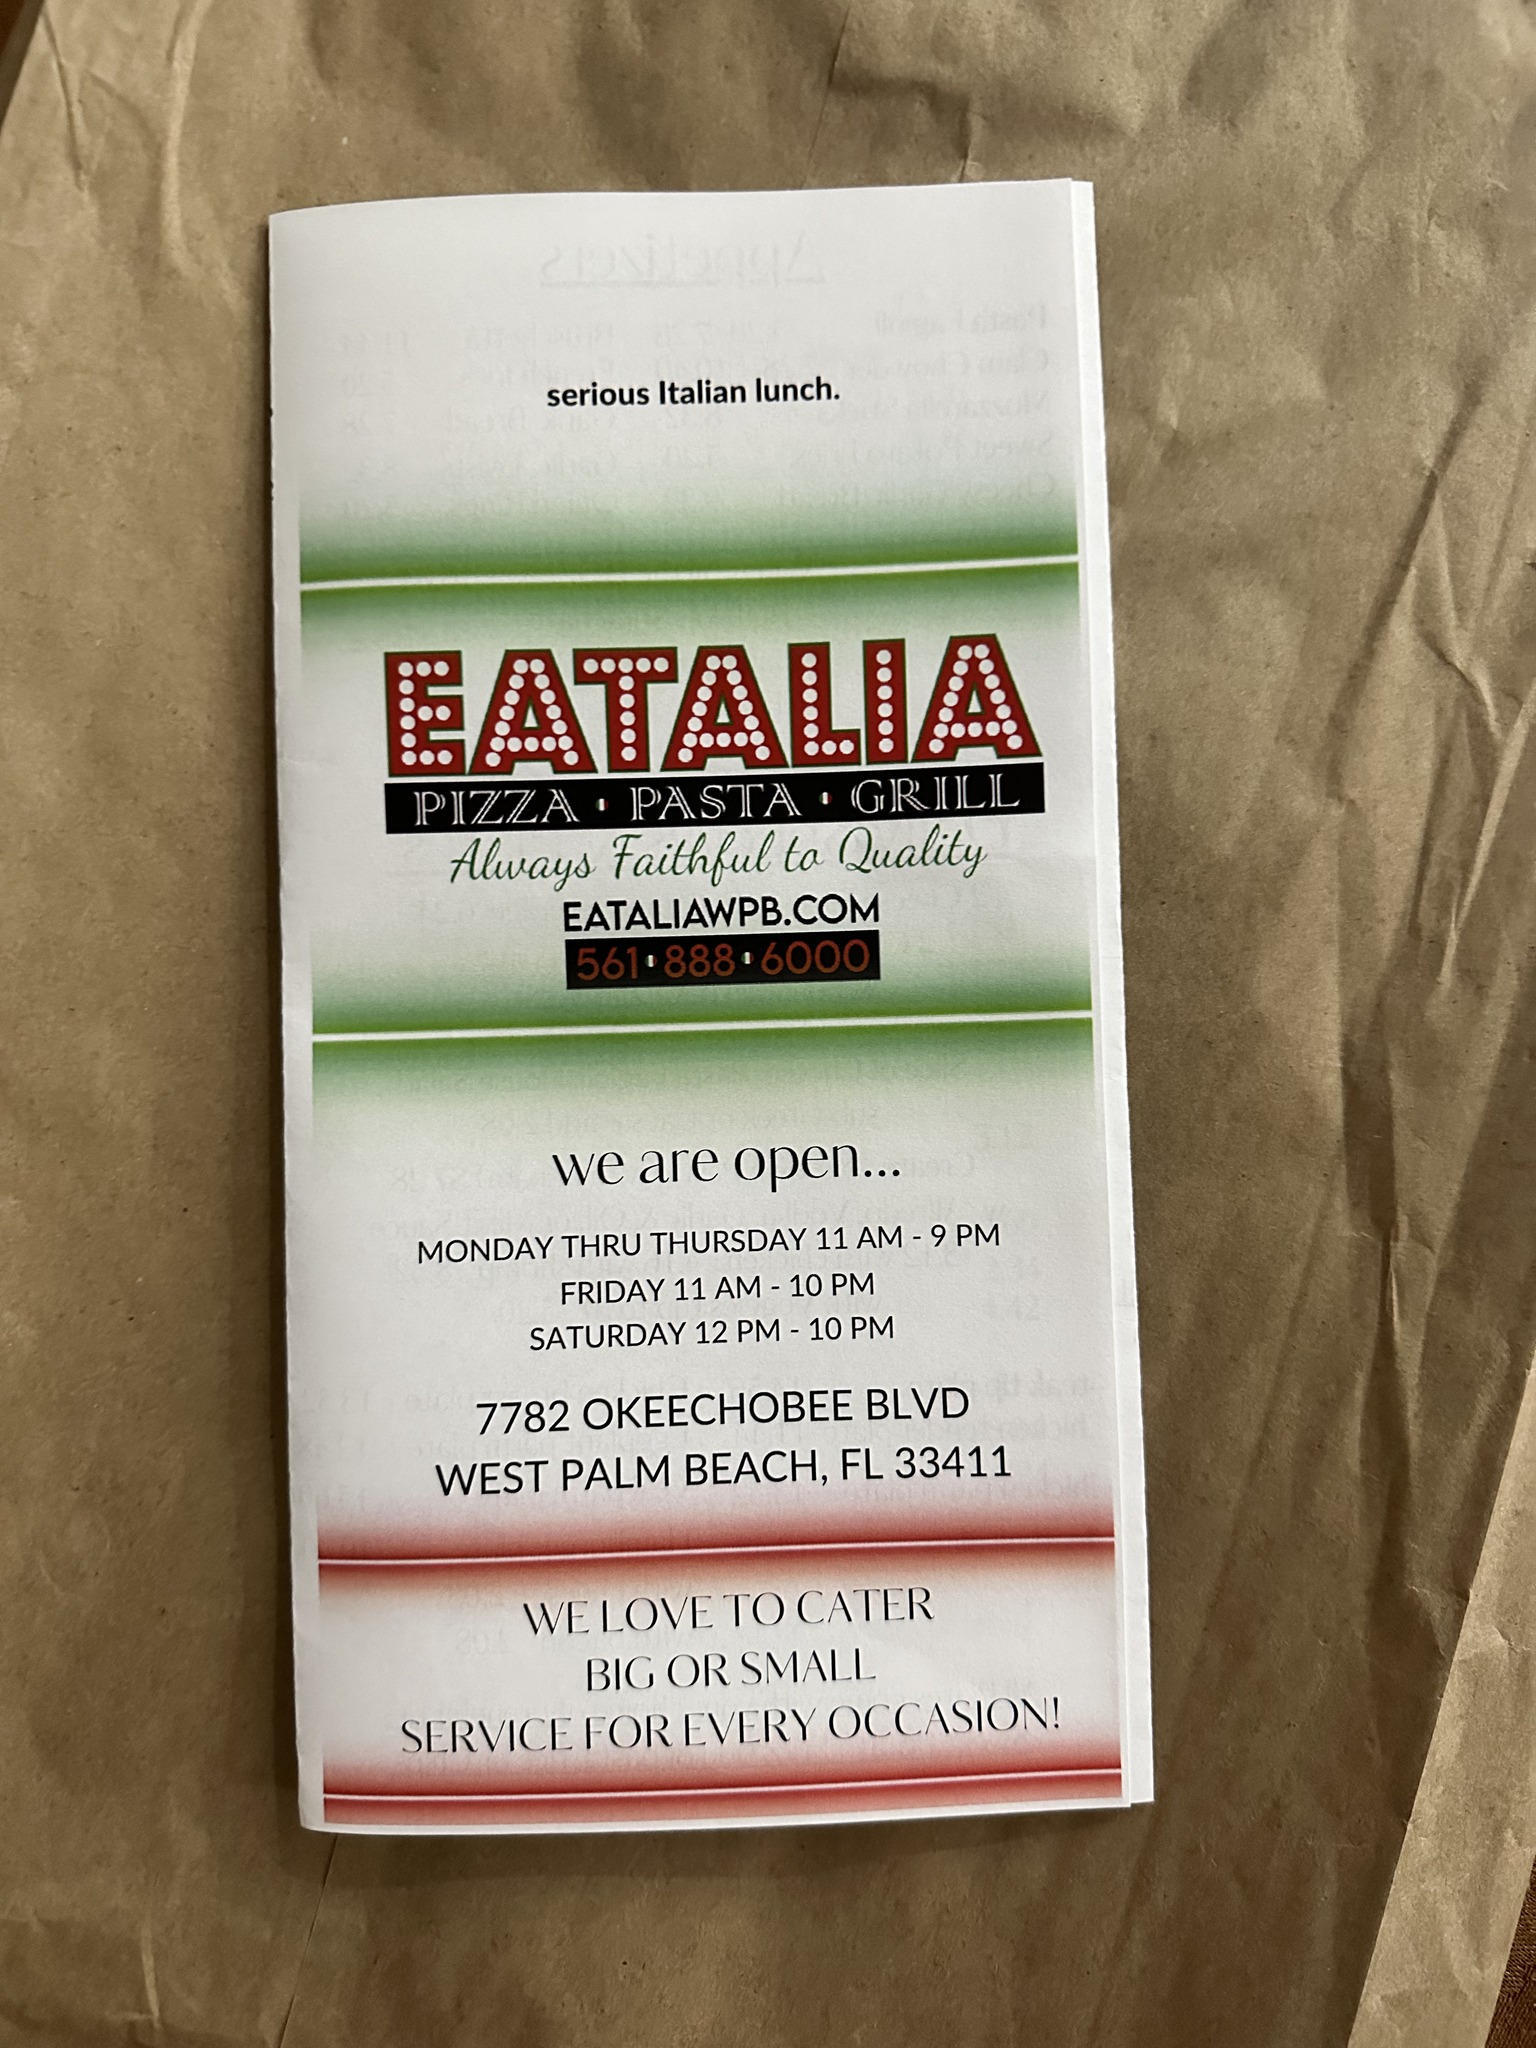 serious Italian lunch.
EATALIA
PIZZA • PASTA • GRILL
Always Faithful to Quality
EATALIAWPB.COM
561•888•6000
we are open...
MONDAY THRU THURSDAY 11 AM - 9 PM
FRIDAY 11 AM - 10 PM
SATURDAY 12 PM - 10 PM
7782 OKEECHOBEE BLVD
WEST PALM BEACH, FL 33411
WE LOVE TO CATER
BIG OR SMALL
SERVICE FOR EVERY OCCASION!